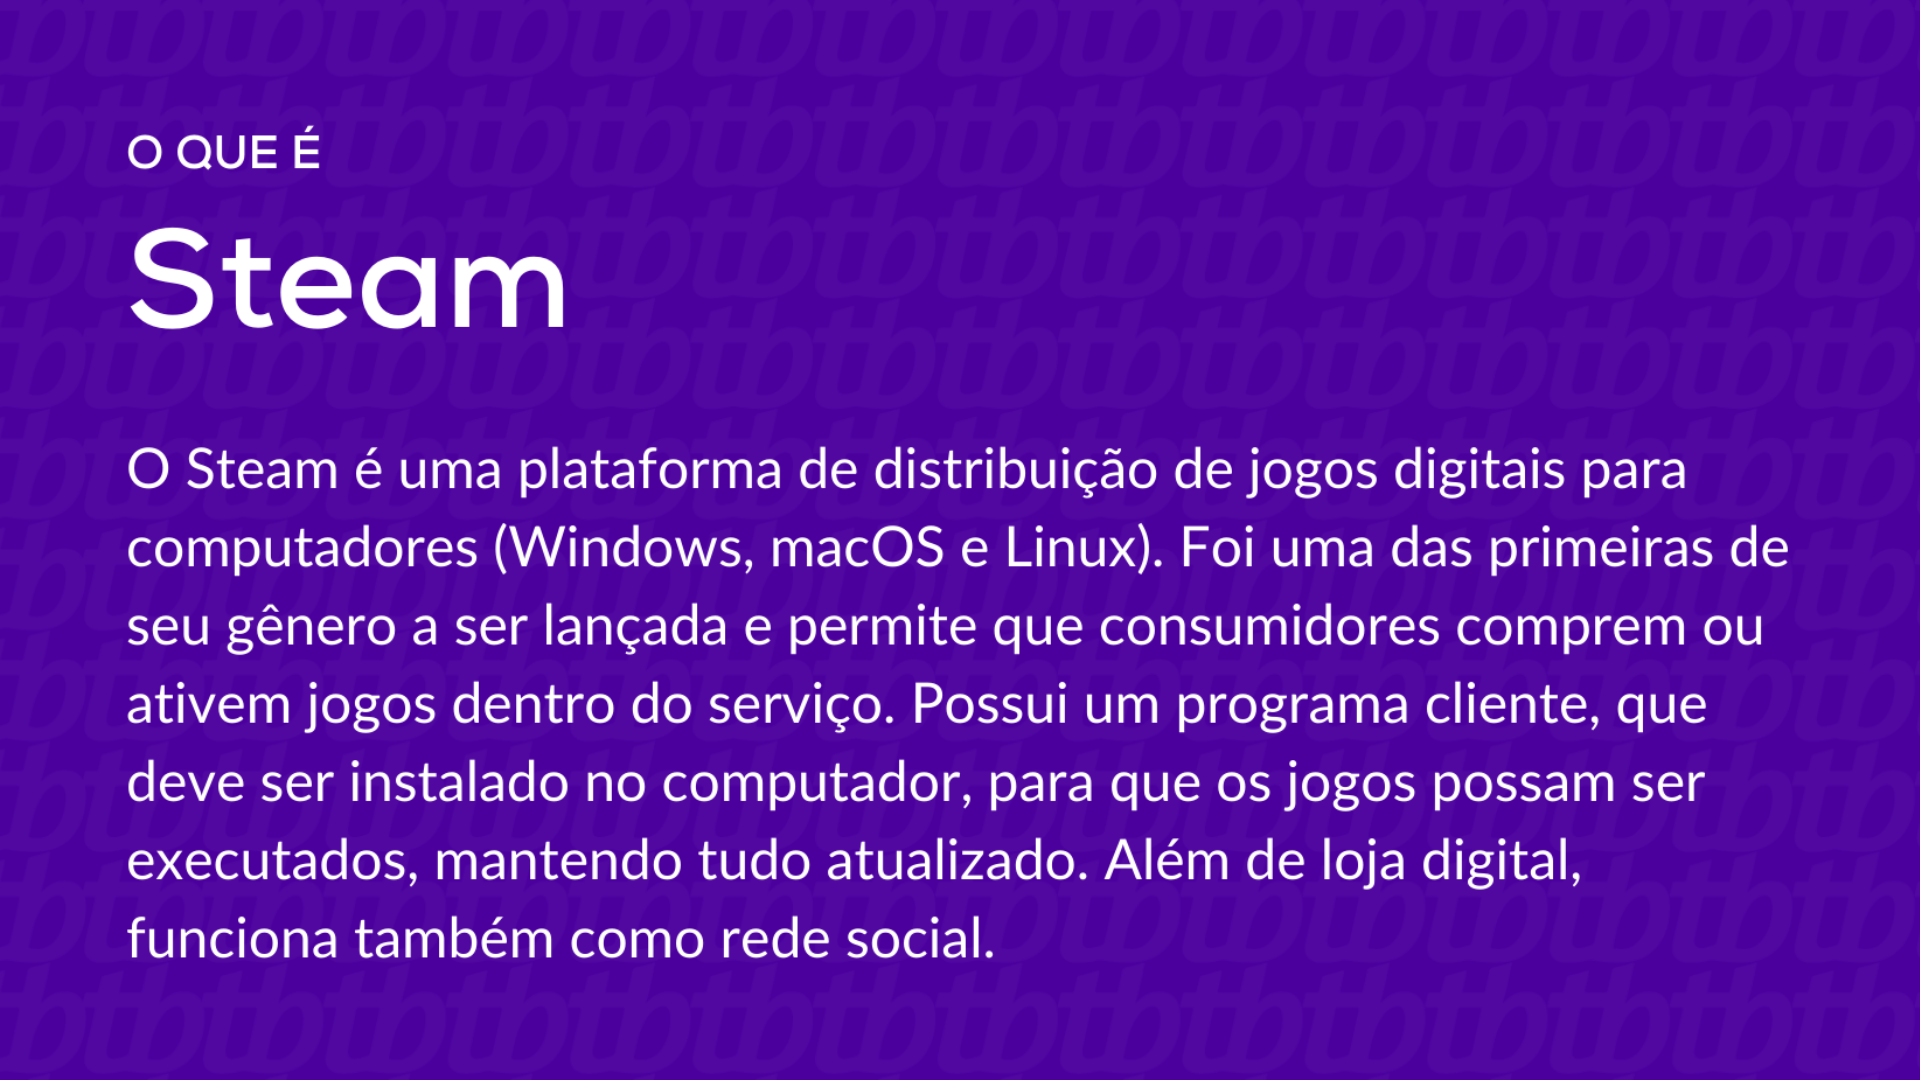 O QUE É
Steam
O Steam é uma plataforma de distribuição de jogos digitais para
computadores (Windows, macOS e Linux). Foi uma das primeiras de
seu gênero a ser lançada e permite que consumidores comprem ou
ativem jogos dentro do serviço. Possui um programa cliente, que
deve ser instalado no computador, para que os jogos possam ser
executados, mantendo tudo atualizado. Além de loja digital,
funciona também como rede social.